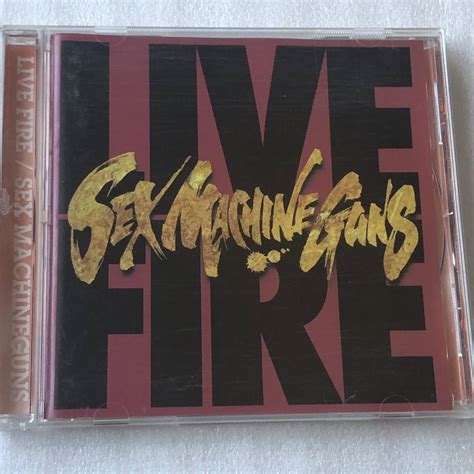 LIVE FIRE / SEX MACHINEGUNS
LIVE
SEX MACHINEGUNS
FIRE